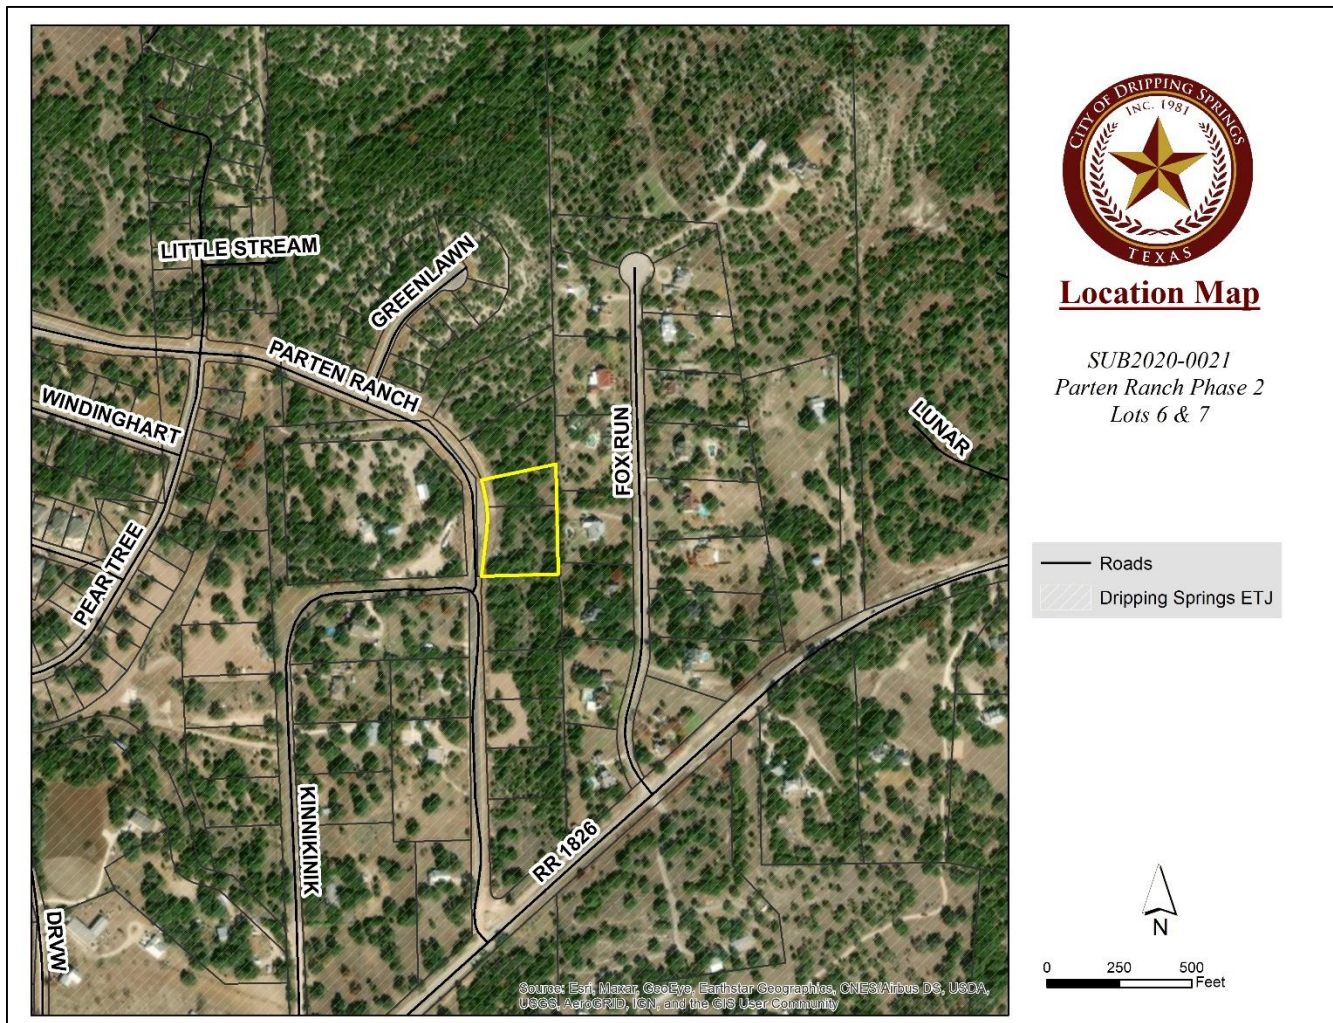 CITY OF DRIPPING SPRINGS
INC. 1981
TEXAS
Location Map
SUB2020-0021
Parten Ranch Phase 2
Lots 6 & 7
LITTLE STREAM
GREENLAWN
PARTEN RANCH
WINDINGHART
FOX RUN
LUNAR
PEAR TREE
KINNIKINIK
RR 1826
DRVW
Roads
Dripping Springs ETJ
N
0 250 500
Feet
Source: Esri, Maxar, GeoEye, Earthstar Geographics, CNES/Airbus DS, USDA,
USGS, AeroGRID, IGN, and the GIS User Community